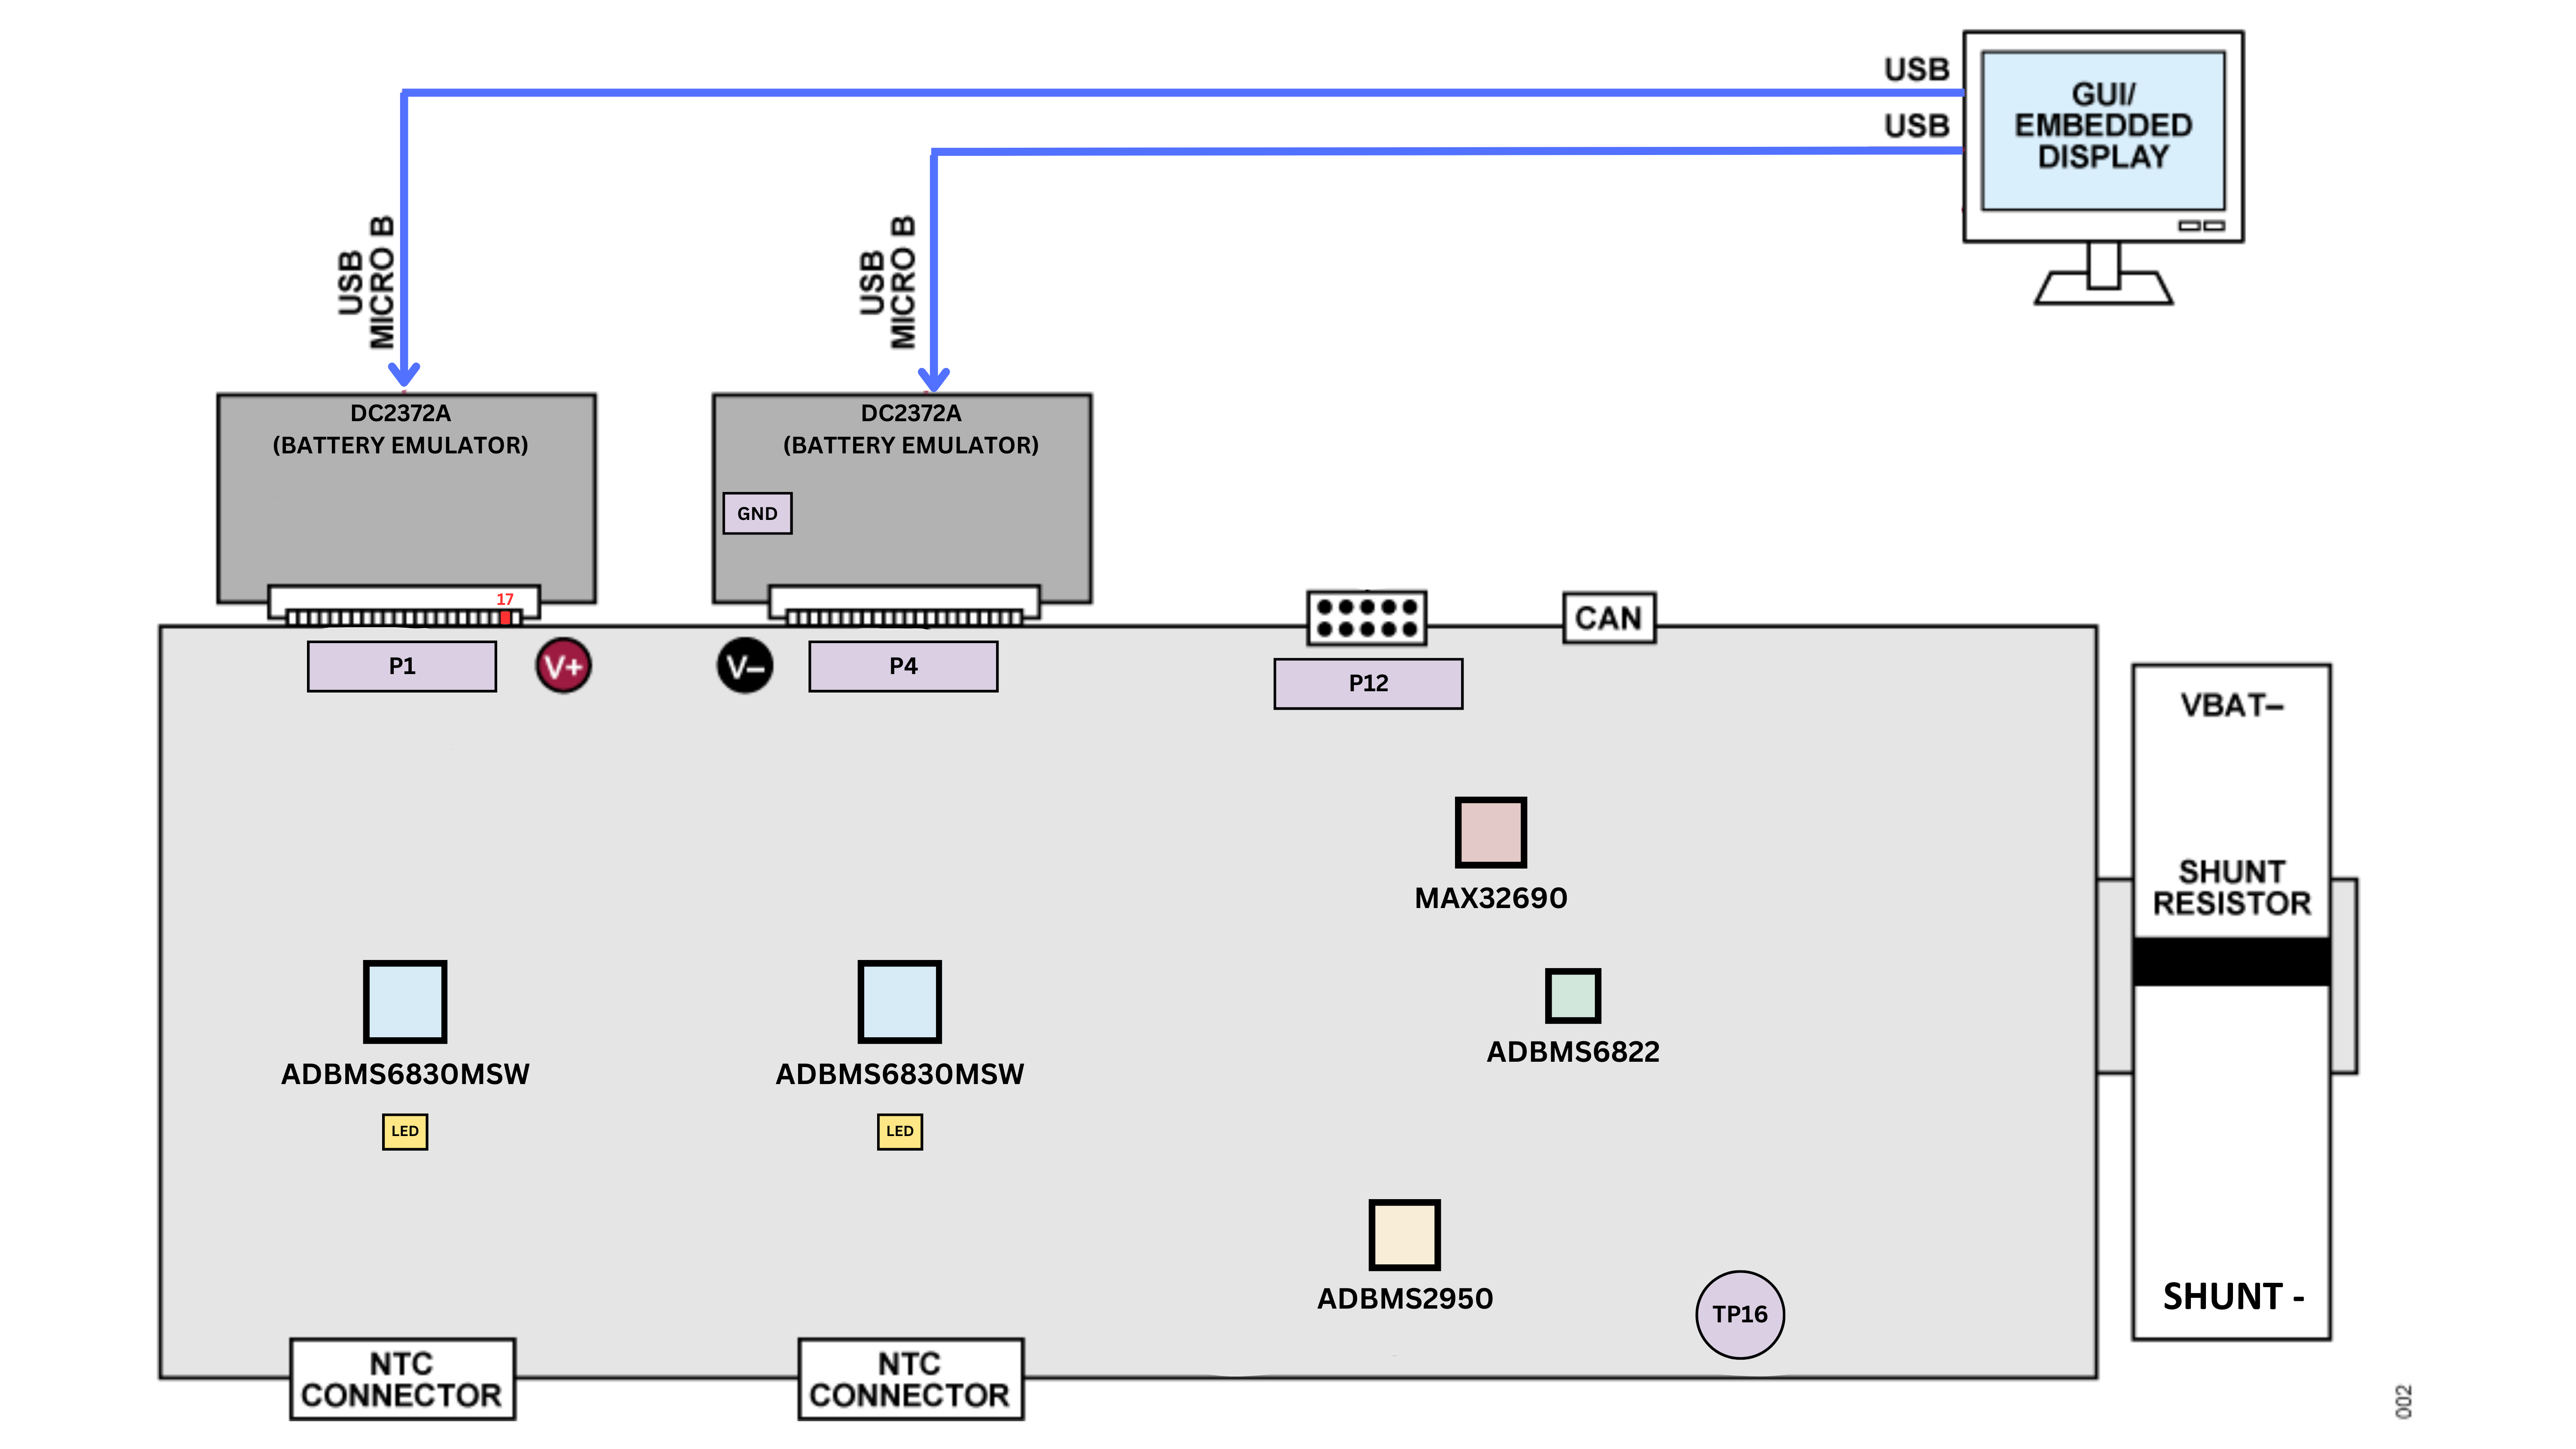 USB
USB
GUI/
EMBEDDED
DISPLAY
USB
MICRO B
USB
MICRO B
DC2372A
(BATTERY EMULATOR)
DC2372A
(BATTERY EMULATOR)
GND
17
CAN
P1
V+
V–
P4
P12
VBAT–
SHUNT
RESISTOR
MAX32690
ADBMS6830MSW
ADBMS6830MSW
ADBMS6822
LED
LED
ADBMS2950
TP16
SHUNT -
NTC
CONNECTOR
NTC
CONNECTOR
002